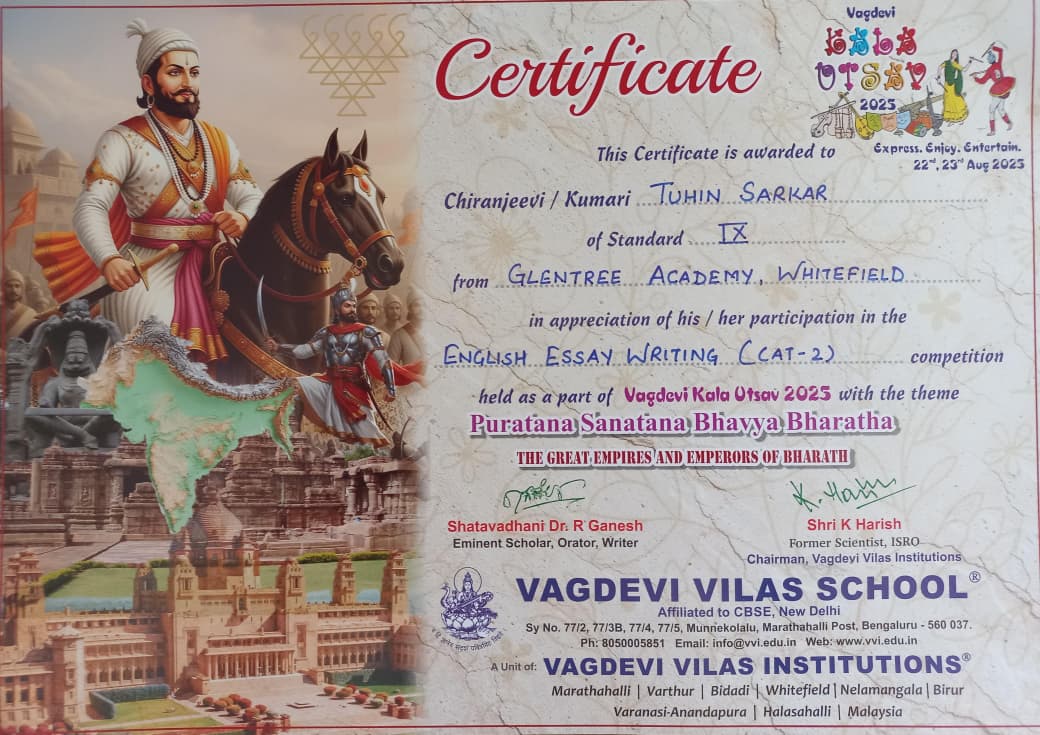 Vagdevi
KALA
UTSAV
2025
Express. Enjoy. Entertain.
22nd, 23rd Aug 2025
Certificate
This Certificate is awarded to
Chiranjeevi / Kumari TUHIN SARKAR
of Standard IX
from GLENTREE ACADEMY, WHITEFIELD
in appreciation of his / her participation in the
ENGLISH ESSAY WRITING (CAT-2) competition
held as a part of Vagdevi Kala Utsav 2025 with the theme
Puratana Sanatana Bhavya Bharatha
THE GREAT EMPIRES AND EMPERORS OF BHARATH
Shatavadhani Dr. R Ganesh
Eminent Scholar, Orator, Writer
K. Harish
Shri K Harish
Former Scientist, ISRO
Chairman, Vagdevi Vilas Institutions
VAGDEVI VILAS SCHOOL®
Affiliated to CBSE, New Delhi
Sy No. 77/2, 77/3B, 77/4, 77/5, Munnekolalu, Marathahalli Post, Bengaluru - 560 037.
Ph: 8050005851 Email: info@vvi.edu.in Web: www.vvi.edu.in
A Unit of: VAGDEVI VILAS INSTITUTIONS®
Marathahalli | Varthur | Bidadi | Whitefield | Nelamangala | Birur
Varanasi-Anandapura | Halasahalli | Malaysia